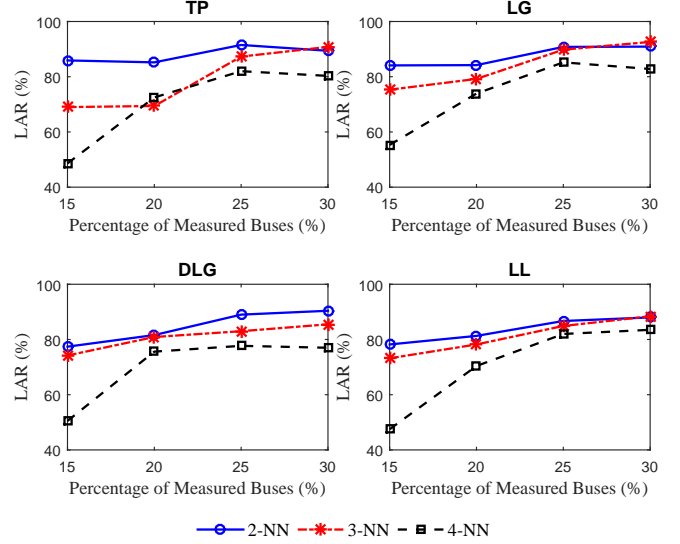 TP
LG
100
80
60
40
LAR (%)
15 20 25 30
Percentage of Measured Buses (%)
100
80
60
40
LAR (%)
15 20 25 30
Percentage of Measured Buses (%)
DLG
LL
100
80
60
40
LAR (%)
15 20 25 30
Percentage of Measured Buses (%)
100
80
60
40
LAR (%)
15 20 25 30
Percentage of Measured Buses (%)
2-NN 3-NN 4-NN